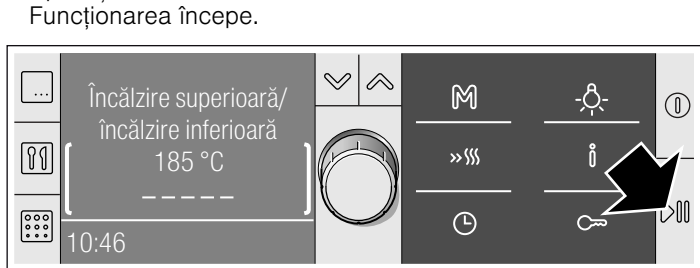 Funcționarea începe.
Încălzire superioară/
încălzire inferioară
185 °C
10:46